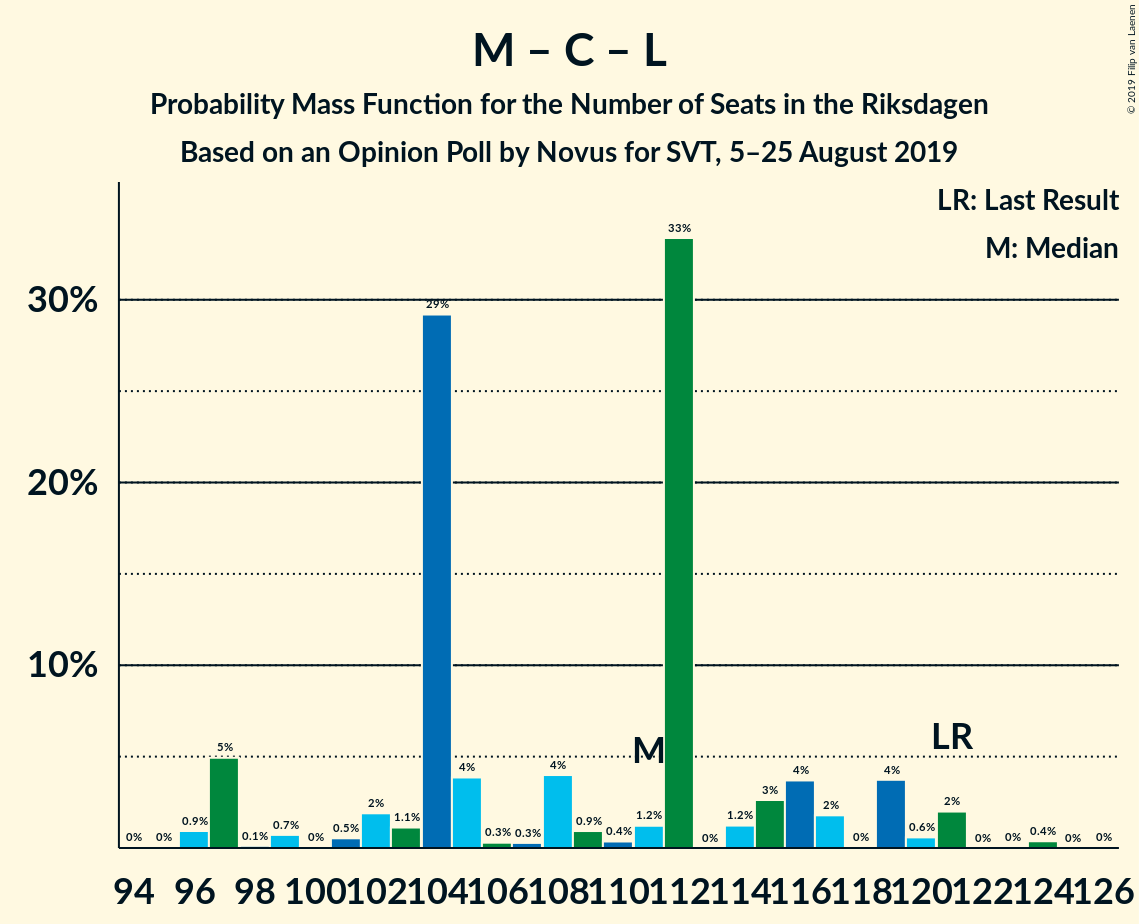 M – C – L
Probability Mass Function for the Number of Seats in the Riksdagen
Based on an Opinion Poll by Novus for SVT, 5–25 August 2019
© 2019 Filip van Laenen
LR: Last Result
M: Median
30%
20%
10%
0% 0% 0.9% 5% 0.1% 0.7% 0% 0.5% 2% 1.1% 29% 4% 0.3% 0.3% 4% 0.9% 0.4% 1.2% 33% 0% 1.2% 3% 4% 2% 0% 4% 0.6% 2% 0% 0% 0.4% 0% 0%
M LR
94 96 98 100 102 104 106 108 110 112 114 116 118 120 122 124 126